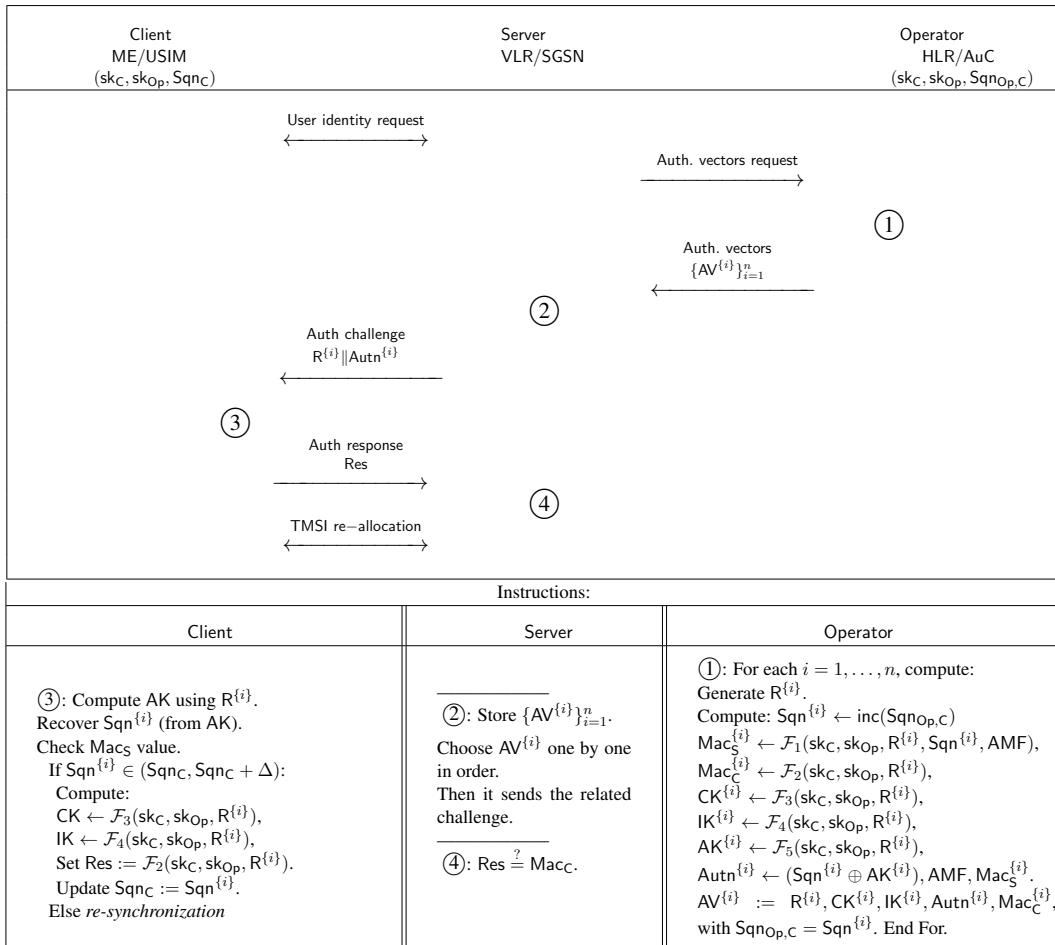 Client Server Operator
ME/USIM VLR/SGSN HLR/AuC
(sk_C, sk_Op, Sqn_C) (sk_C, sk_Op, Sqn_Op,C)
User identity request
Auth. vectors request
①
Auth. vectors
{AV^{i}}^n_{i=1}
②
Auth challenge
R^{i}‖Autn^{i}
③
Auth response
Res
④
TMSI re−allocation
Instructions:
Client
③: Compute AK using R^{i}.
Recover Sqn^{i} (from AK).
Check Mac_S value.
If Sqn^{i} ∈ (Sqn_C, Sqn_C + Δ):
Compute:
CK ← F_3(sk_C, sk_Op, R^{i}),
IK ← F_4(sk_C, sk_Op, R^{i}),
Set Res := F_2(sk_C, sk_Op, R^{i}).
Update Sqn_C := Sqn^{i}.
Else re-synchronization
Server
②: Store {AV^{i}}^n_{i=1}.
Choose AV^{i} one by one
in order.
Then it sends the related
challenge.
④: Res ≟ Mac_C.
Operator
①: For each i = 1, . . . , n, compute:
Generate R^{i}.
Compute: Sqn^{i} ← inc(Sqn_Op,C)
Mac_S^{i} ← F_1(sk_C, sk_Op, R^{i}, Sqn^{i}, AMF),
Mac_C^{i} ← F_2(sk_C, sk_Op, R^{i}),
CK^{i} ← F_3(sk_C, sk_Op, R^{i}),
IK^{i} ← F_4(sk_C, sk_Op, R^{i}),
AK^{i} ← F_5(sk_C, sk_Op, R^{i}),
Autn^{i} ← (Sqn^{i} ⊕ AK^{i}), AMF, Mac_S^{i}.
AV^{i} := R^{i}, CK^{i}, IK^{i}, Autn^{i}, Mac_C^{i},
with Sqn_Op,C = Sqn^{i}. End For.